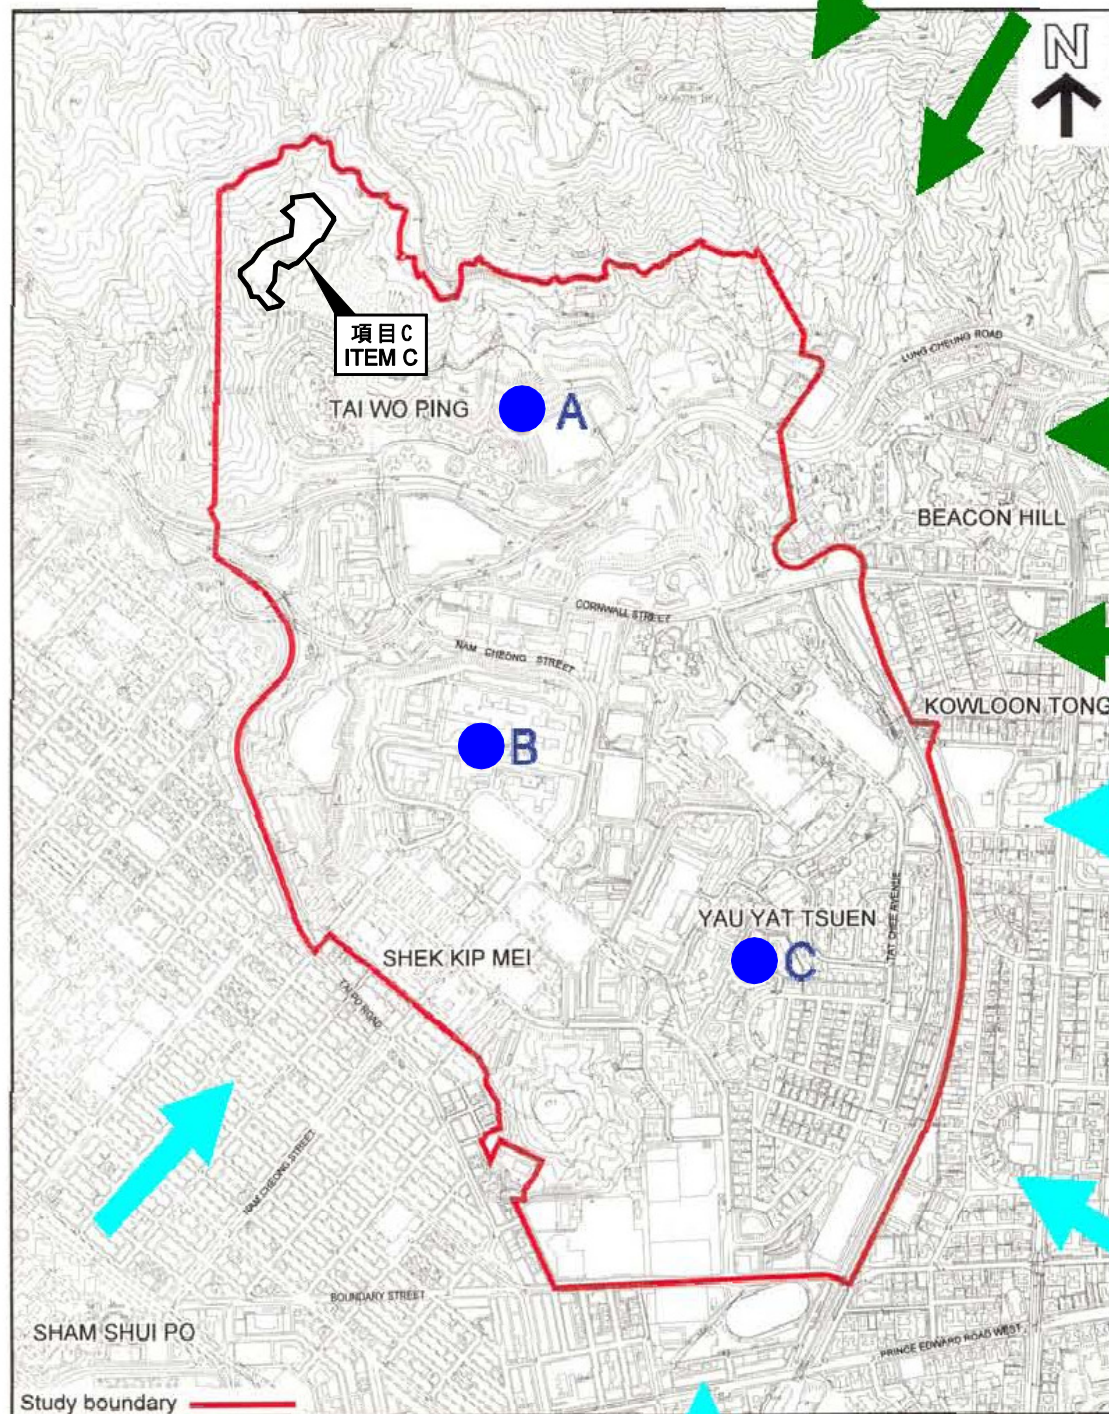 N
項目C
ITEM C
LUNG CHEUNG ROAD
TAI WO PING
A
BEACON HILL
CORNWALL STREET
NAM CHEONG STREET
KOWLOON TONG
B
YAU YAT TSUEN
TAT CHEE AVENUE
C
SHEK KIP MEI
TAI PO ROAD
NAM CHEONG STREET
BOUNDARY STREET
SHAM SHUI PO
PRINCE EDWARD ROAD WEST
Study boundary